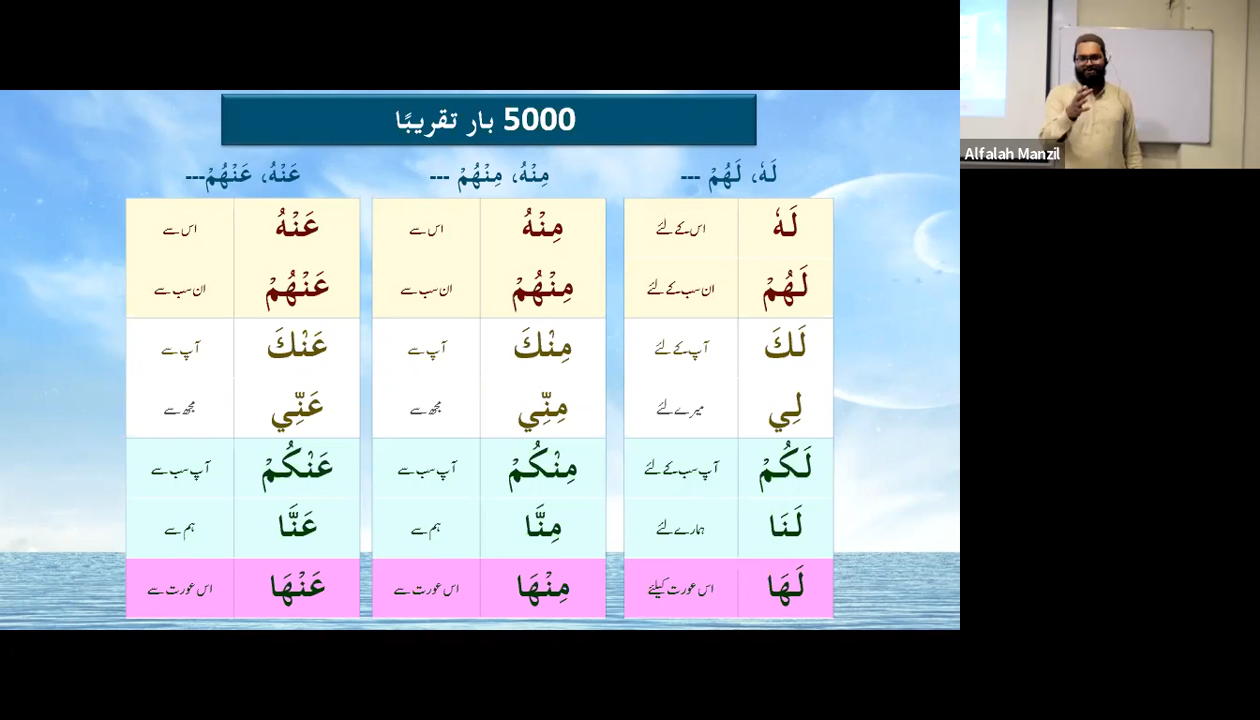 5000 بار تقریبًا
لَهٗ، لَهُمْ ---
لَهٗ اس کے لئے
لَهُمْ ان سب کے لئے
لَكَ آپ کے لئے
لِي میرے لئے
لَكُمْ آپ سب کے لئے
لَنَا ہمارے لئے
لَهَا اس عورت کیلئے
مِنْهُ، مِنْهُمْ ---
مِنْهُ اس سے
مِنْهُمْ ان سب سے
مِنْكَ آپ سے
مِنِّي مجھ سے
مِنْكُمْ آپ سب سے
مِنَّا ہم سے
مِنْهَا اس عورت سے
عَنْهُ، عَنْهُمْ---
عَنْهُ اس سے
عَنْهُمْ ان سب سے
عَنْكَ آپ سے
عَنِّي مجھ سے
عَنْكُمْ آپ سب سے
عَنَّا ہم سے
عَنْهَا اس عورت سے
Alfalah Manzil